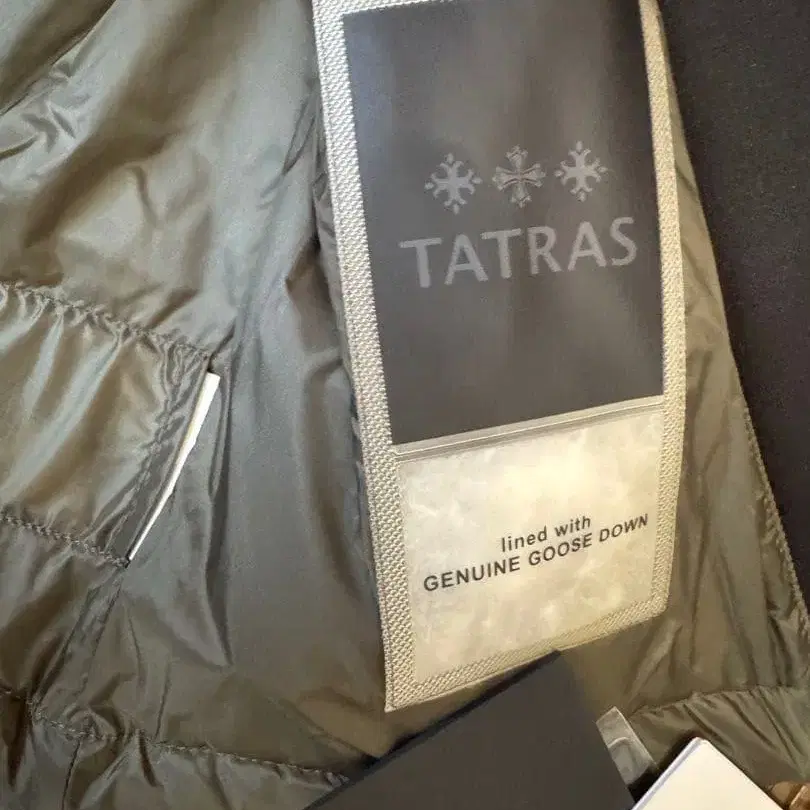 TATRAS
lined with
GENUINE GOOSE DOWN